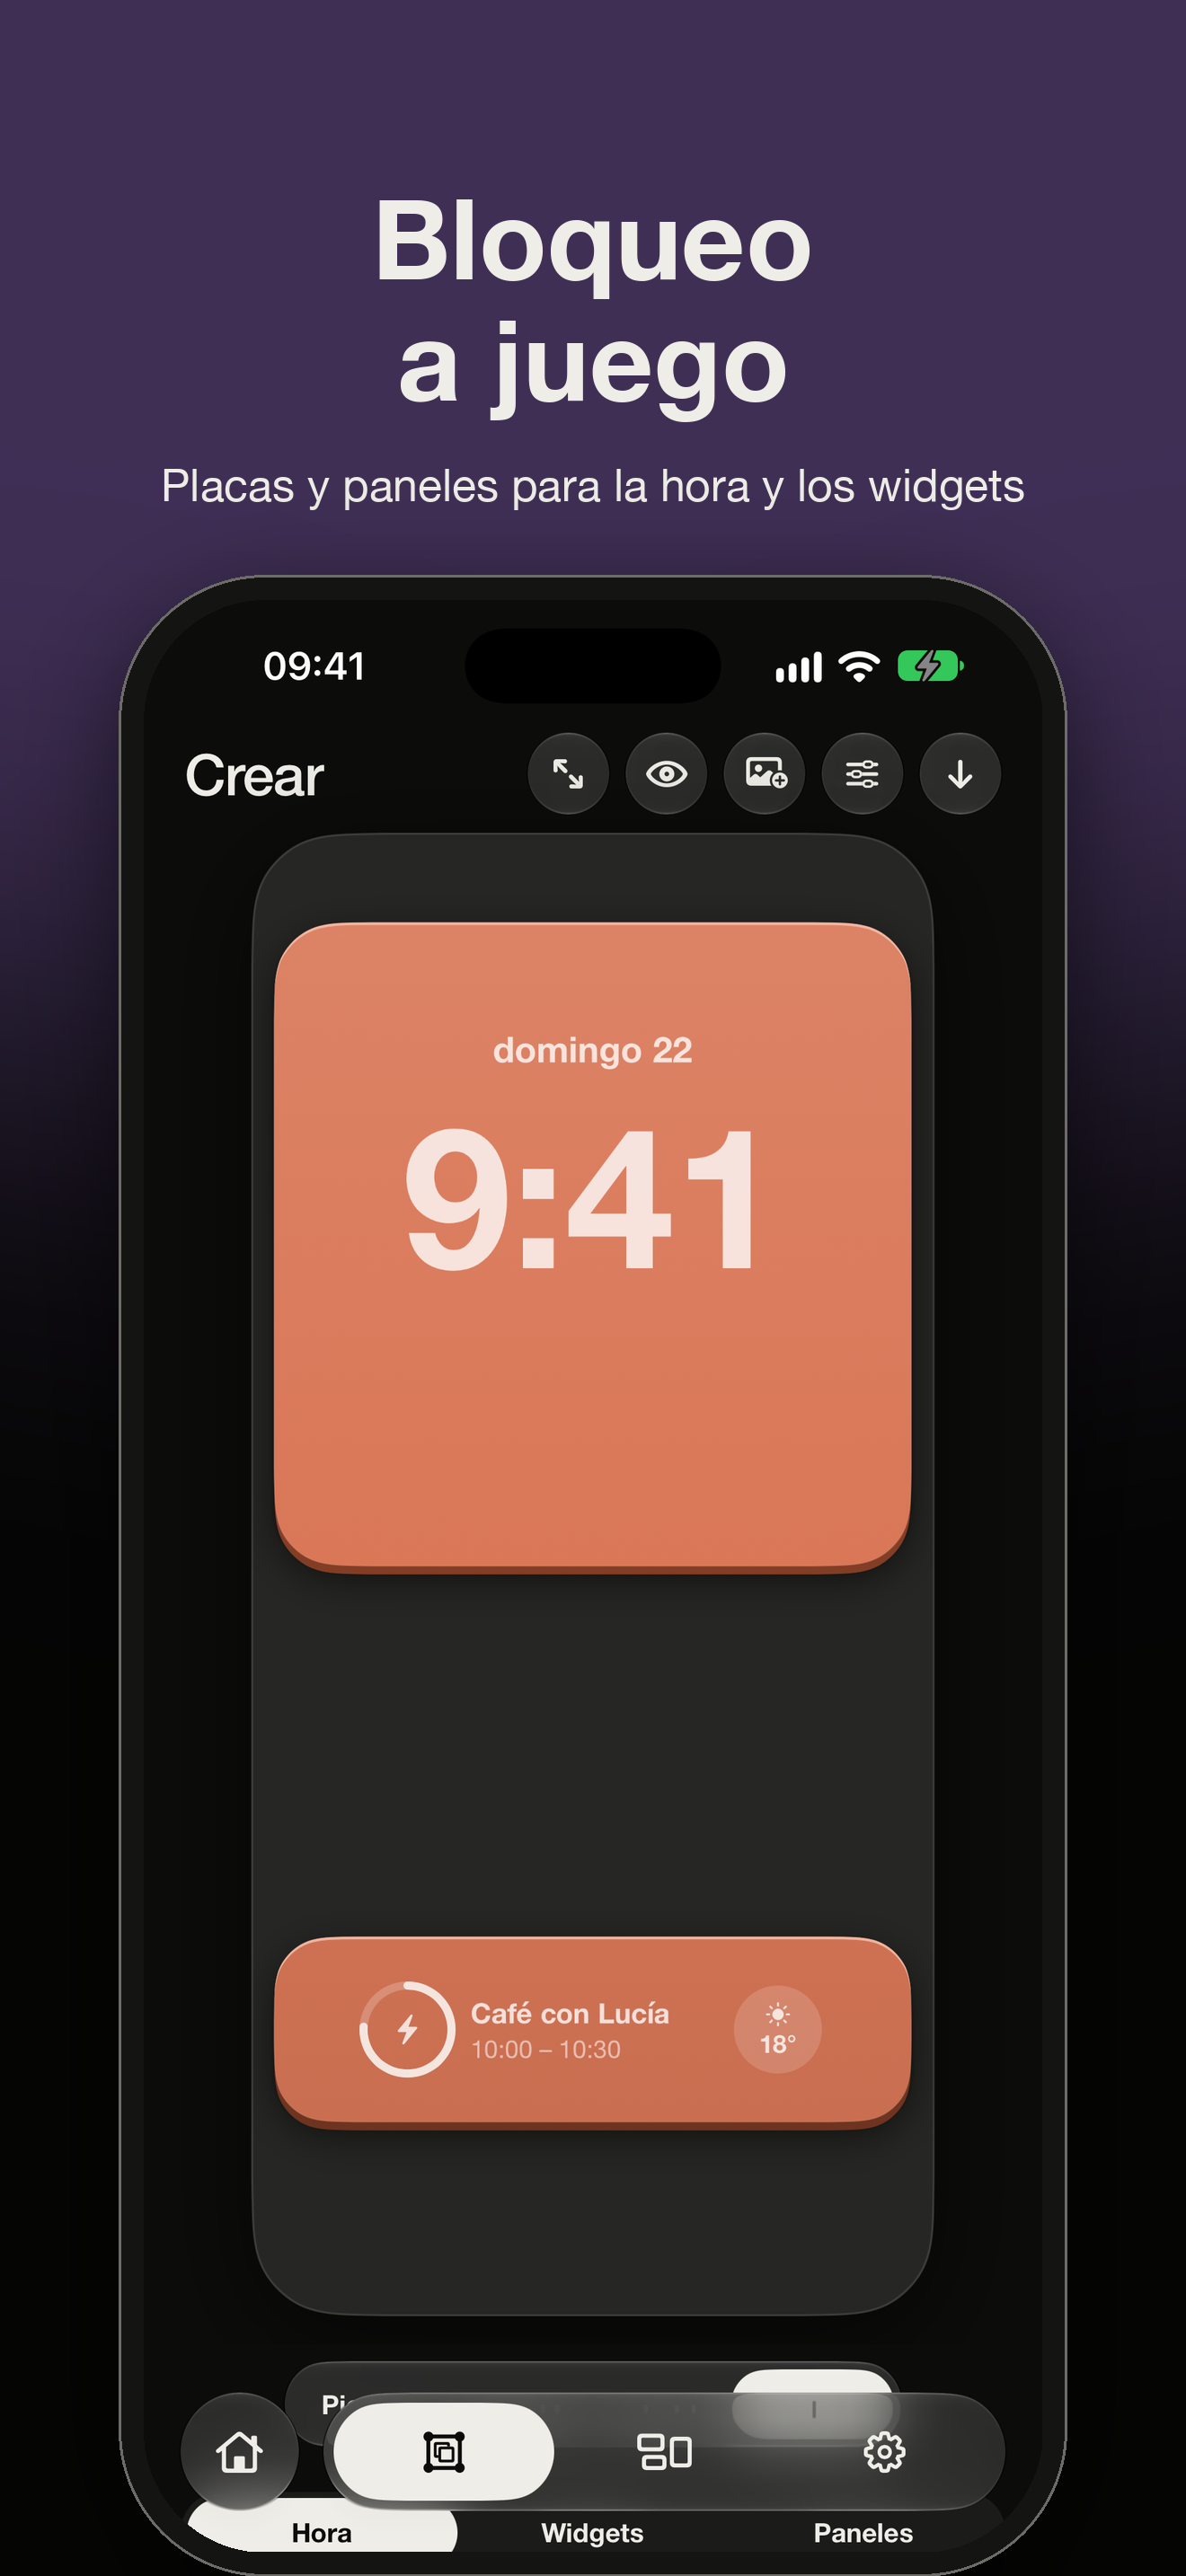 Bloqueo
a juego
Placas y paneles para la hora y los widgets
09:41
Crear
domingo 22
9:41
Café con Lucía
10:00 – 10:30
18°
Hora
Widgets
Paneles